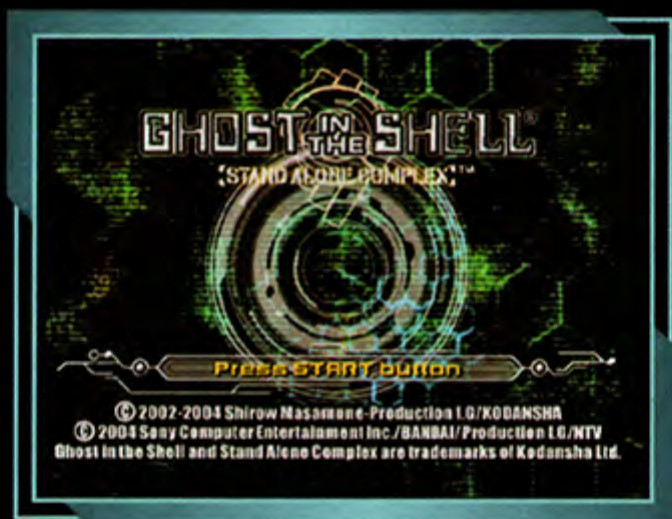 GHOST IN THE SHELL®
[STAND ALONE COMPLEX]™
Press START button
© 2002-2004 Shirow Masamune-Production I.G/KODANSHA
© 2004 Sony Computer Entertainment Inc./BANDAI/Production I.G/NTV
Ghost in the Shell and Stand Alone Complex are trademarks of Kodansha Ltd.